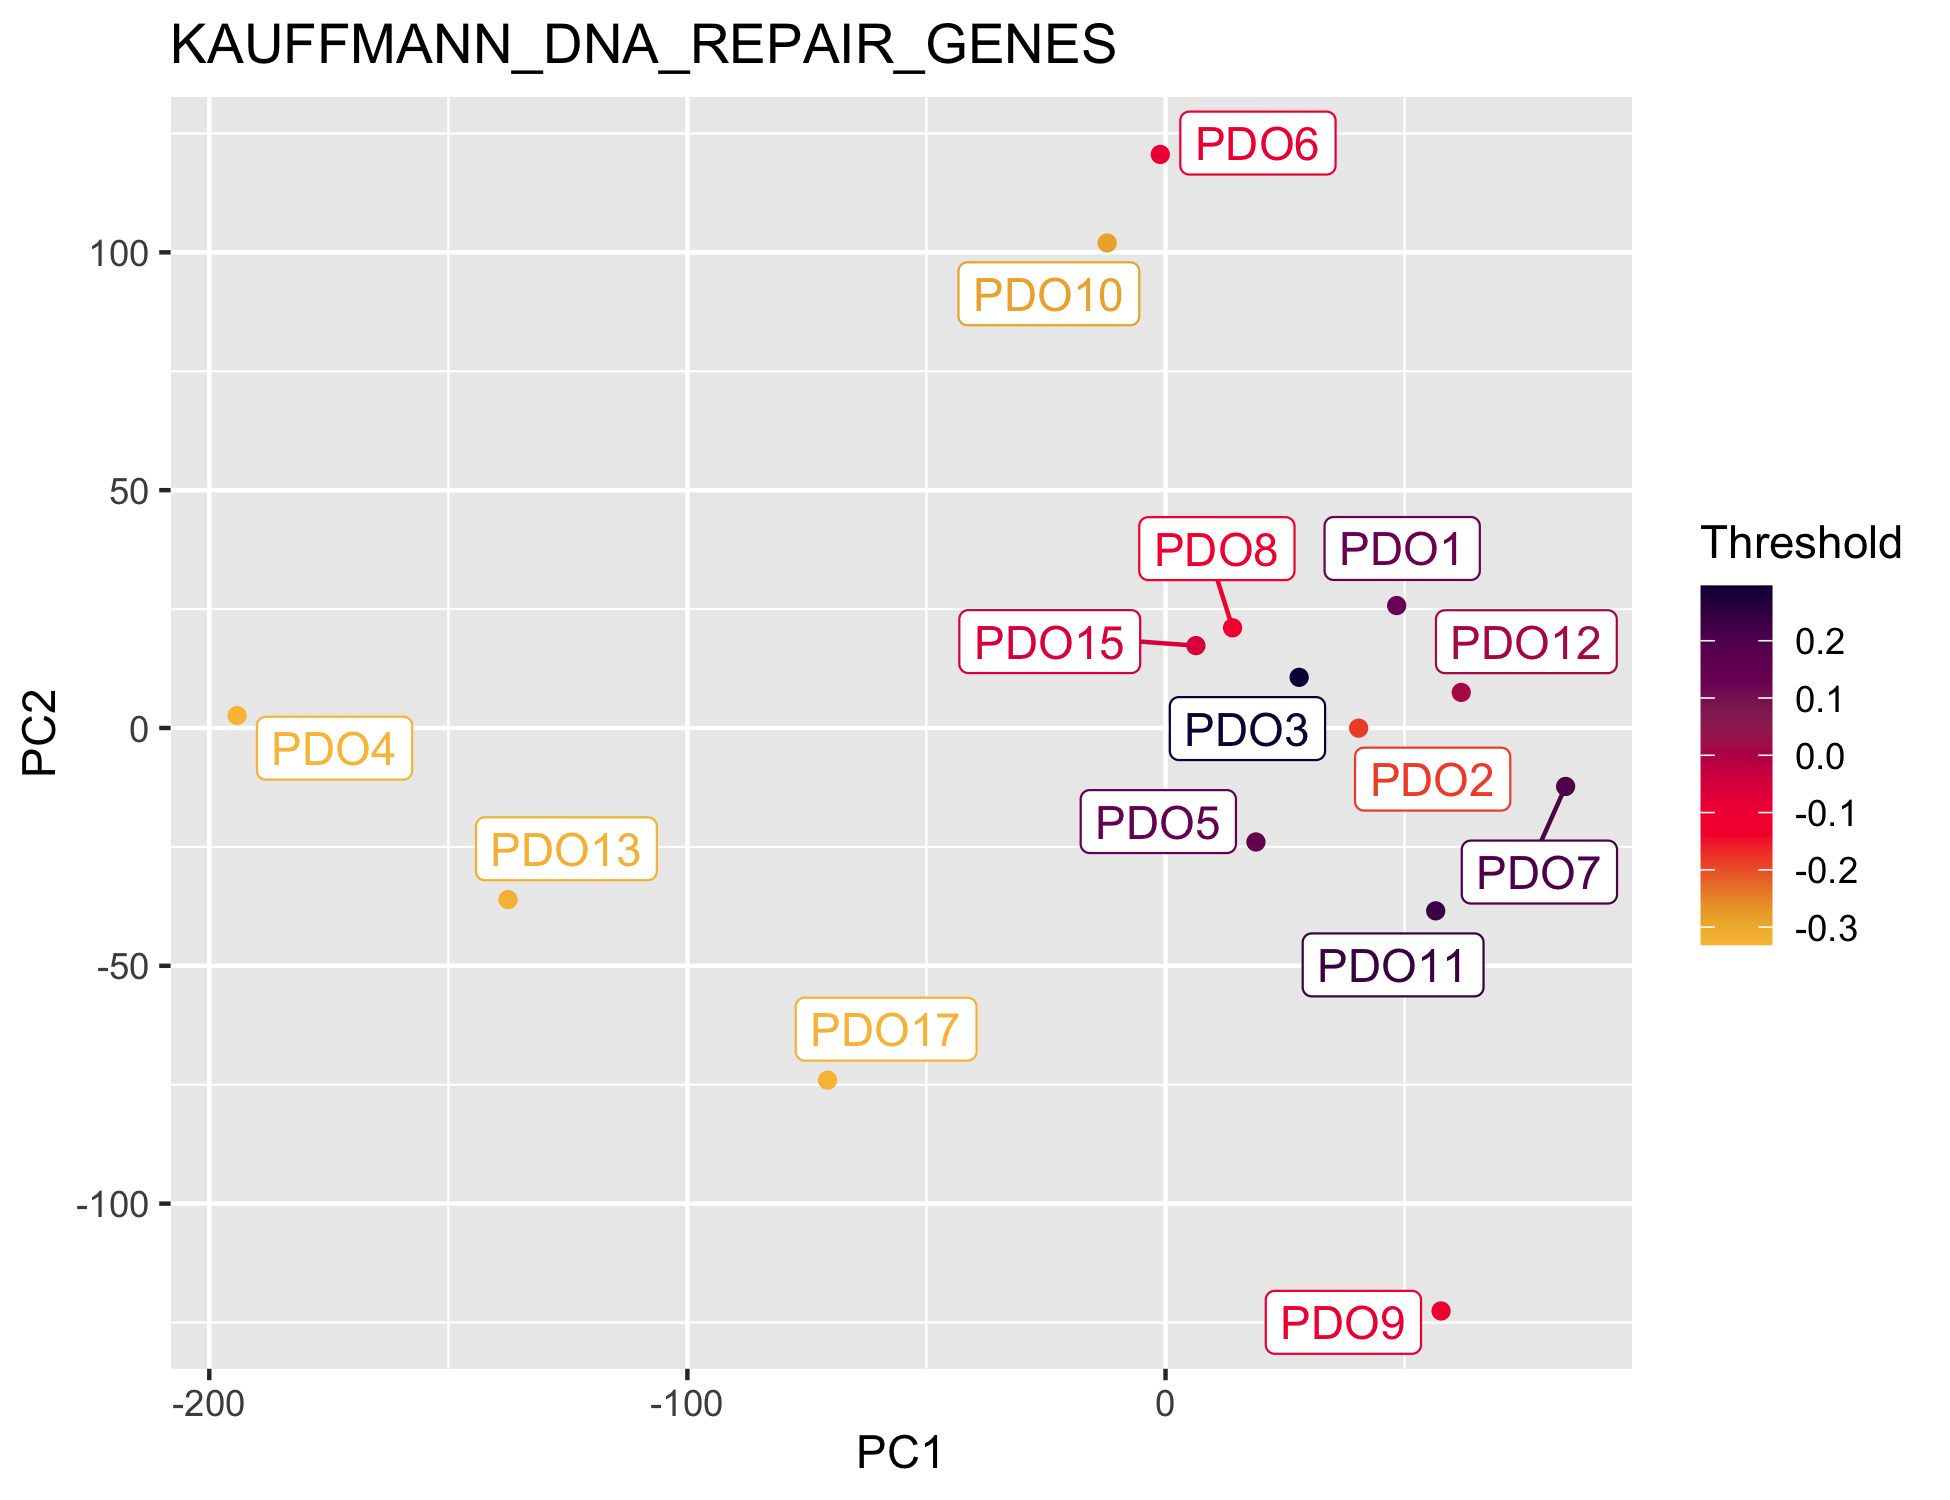 KAUFFMANN_DNA_REPAIR_GENES
PDO6
100
PDO10
50
PDO8
PDO1
Threshold
PDO15
PDO12
0.2
0.1
PC2
0
PDO4
PDO3
0.0
PDO2
-0.1
PDO5
PDO13
PDO7
-0.2
-0.3
-50
PDO11
PDO17
-100
PDO9
-200
-100
0
PC1